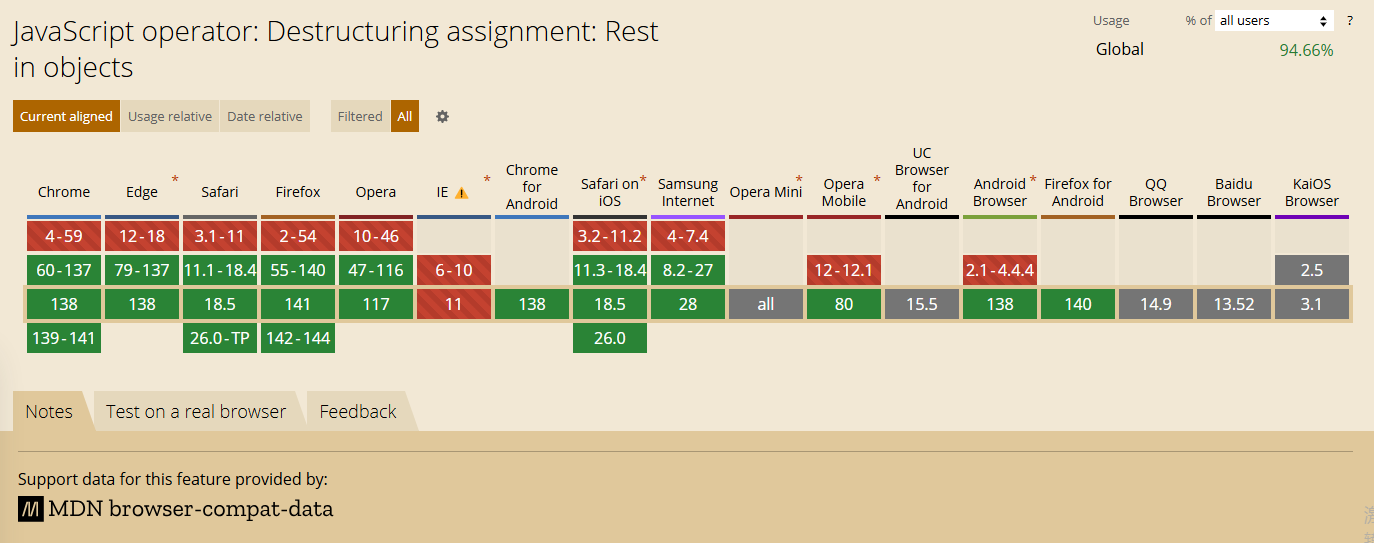 JavaScript operator: Destructuring assignment: Rest
in objects
Usage % of all users ?
Global 94.66%
Current aligned Usage relative Date relative Filtered All
Chrome Edge * Safari Firefox Opera IE * Chrome for Android Safari on iOS * Samsung Internet Opera Mini * Opera Mobile * UC Browser for Android Android Browser * Firefox for Android QQ Browser Baidu Browser KaiOS Browser
4-59 12-18 3.1-11 2-54 10-46 3.2-11.2 4-7.4
60-137 79-137 11.1-18.4 55-140 47-116 6-10 11.3-18.4 8.2-27 12-12.1 2.1-4.4.4 2.5
138 138 18.5 141 117 11 138 18.5 28 all 80 15.5 138 140 14.9 13.52 3.1
139-141 26.0-TP 142-144 26.0
Notes Test on a real browser Feedback
Support data for this feature provided by:
MDN browser-compat-data